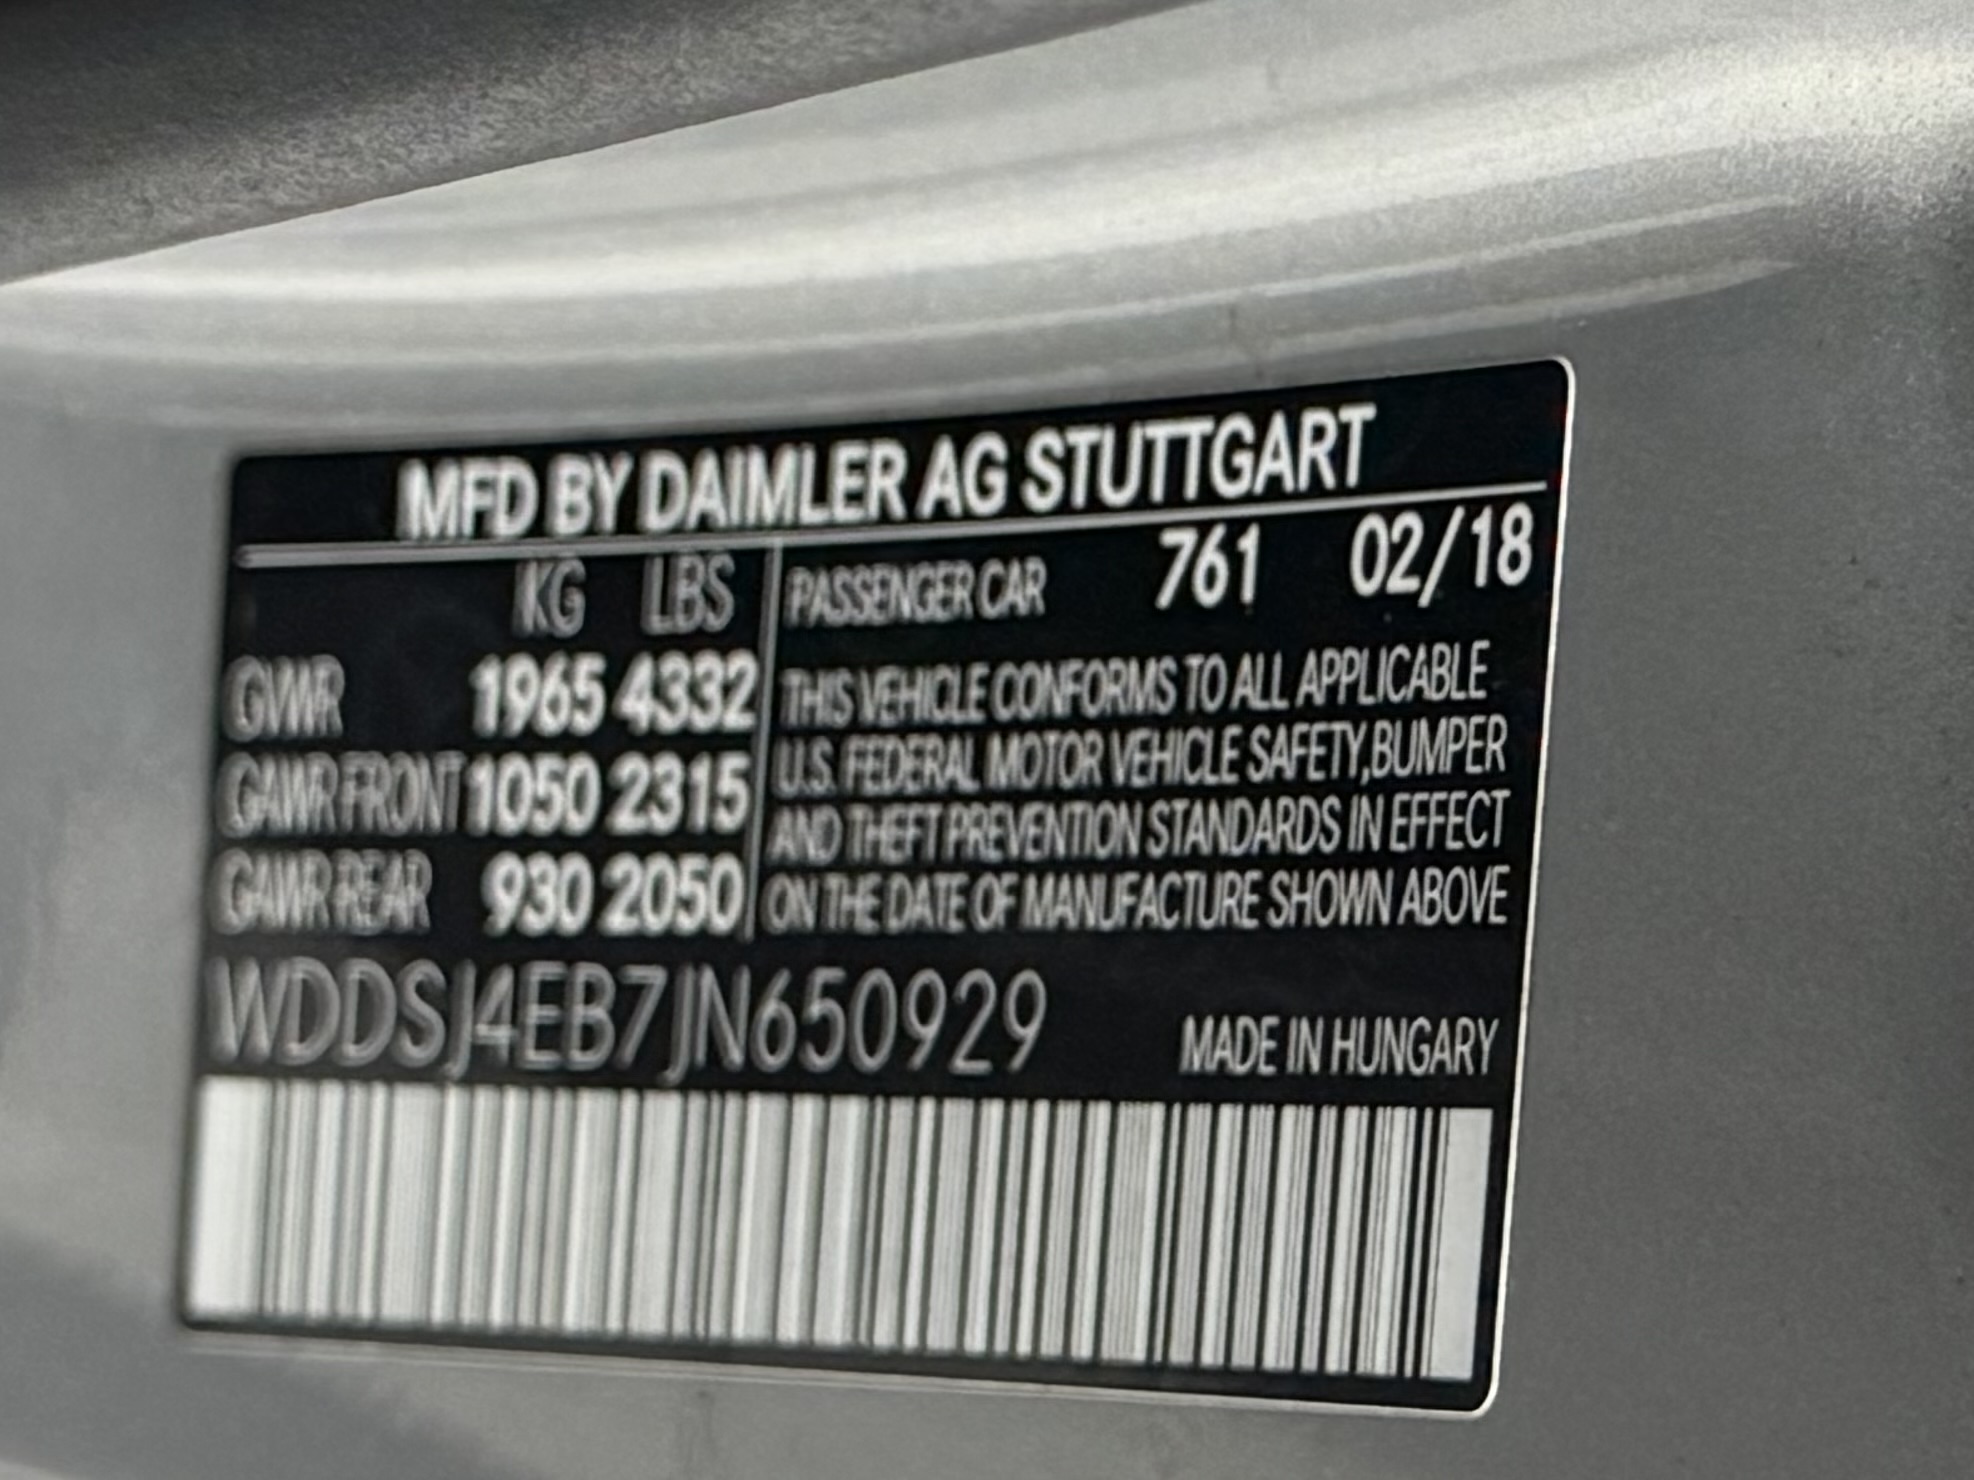 MFD BY DAIMLER AG STUTTGART
KG LBS
GVWR 1965 4332
GAWR FRONT 1050 2315
GAWR REAR 930 2050
PASSENGER CAR 761 02/18
THIS VEHICLE CONFORMS TO ALL APPLICABLE
U.S. FEDERAL MOTOR VEHICLE SAFETY,BUMPER
AND THEFT PREVENTION STANDARDS IN EFFECT
ON THE DATE OF MANUFACTURE SHOWN ABOVE
WDDSJ4EB7JN650929
MADE IN HUNGARY